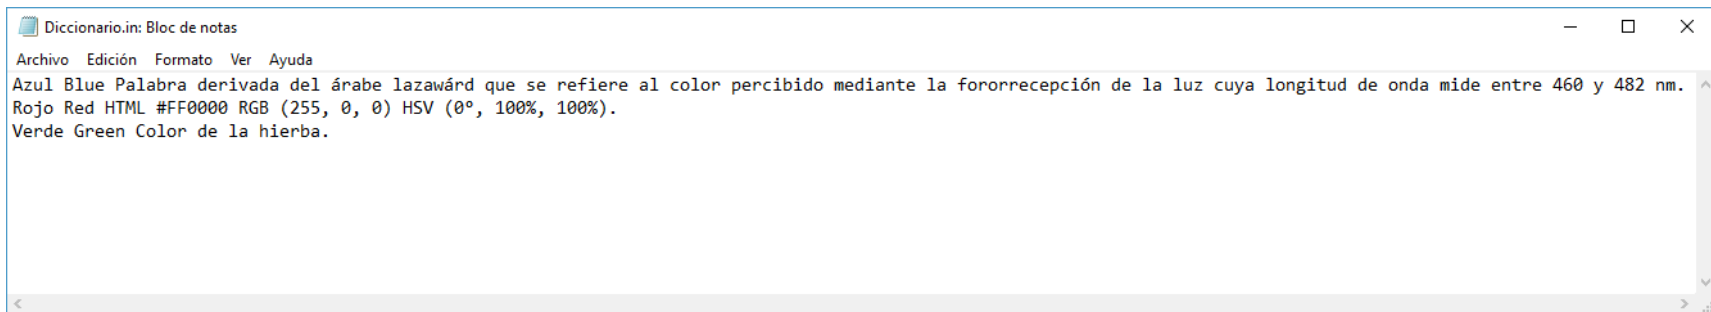 Diccionario.in: Bloc de notas
Archivo Edición Formato Ver Ayuda
Azul Blue Palabra derivada del árabe lazawárd que se refiere al color percibido mediante la fororrecepción de la luz cuya longitud de onda mide entre 460 y 482 nm.
Rojo Red HTML #FF0000 RGB (255, 0, 0) HSV (0º, 100%, 100%).
Verde Green Color de la hierba.